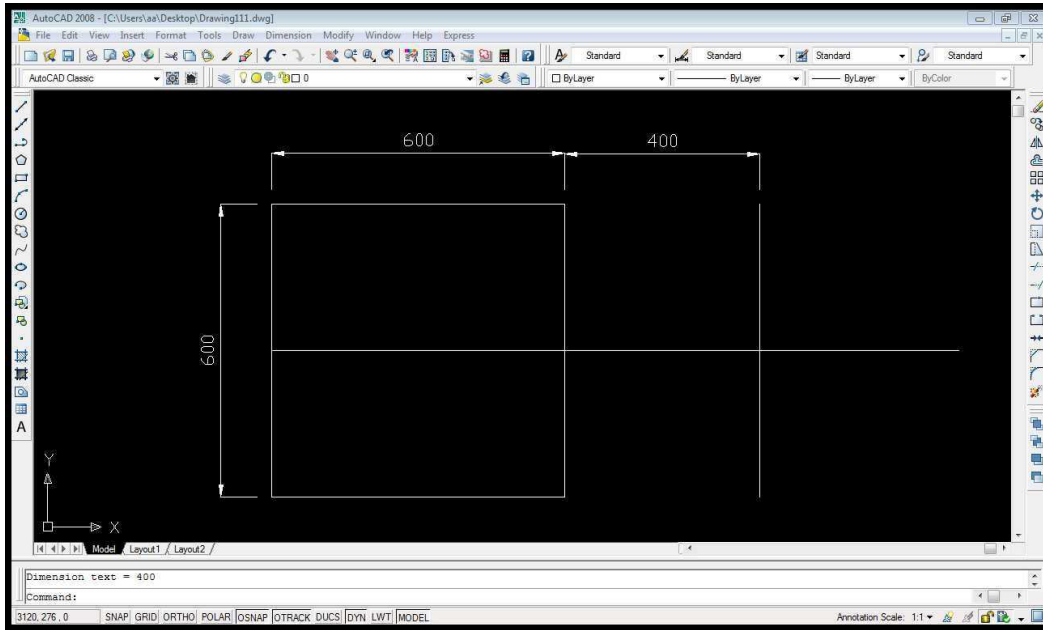 AutoCAD 2008 - [C:\Users\aa\Desktop\Drawing111.dwg]
File Edit View Insert Format Tools Draw Dimension Modify Window Help Express
Standard Standard Standard Standard
AutoCAD Classic 0 ByLayer ByLayer ByLayer ByColor
600 400
600
A
Y
X
Model Layout1 Layout2
Dimension text = 400
Command:
3120, 276 , 0 SNAP GRID ORTHO POLAR OSNAP OTRACK DUCS DYN LWT MODEL Annotation Scale: 1:1